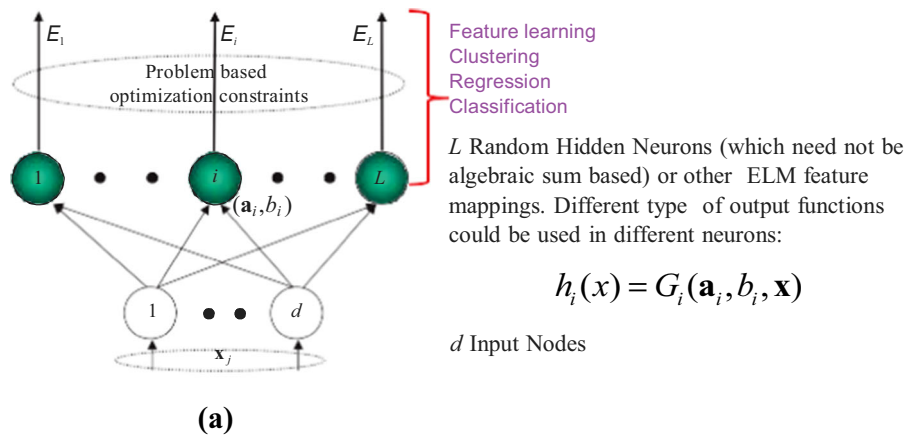 E1 Ei EL
Problem based
optimization constraints
1 i L
(ai,bi)
1 d
xj
(a)
Feature learning
Clustering
Regression
Classification
L Random Hidden Neurons (which need not be
algebraic sum based) or other ELM feature
mappings. Different type of output functions
could be used in different neurons:
hi(x) = Gi(ai, bi, x)
d Input Nodes